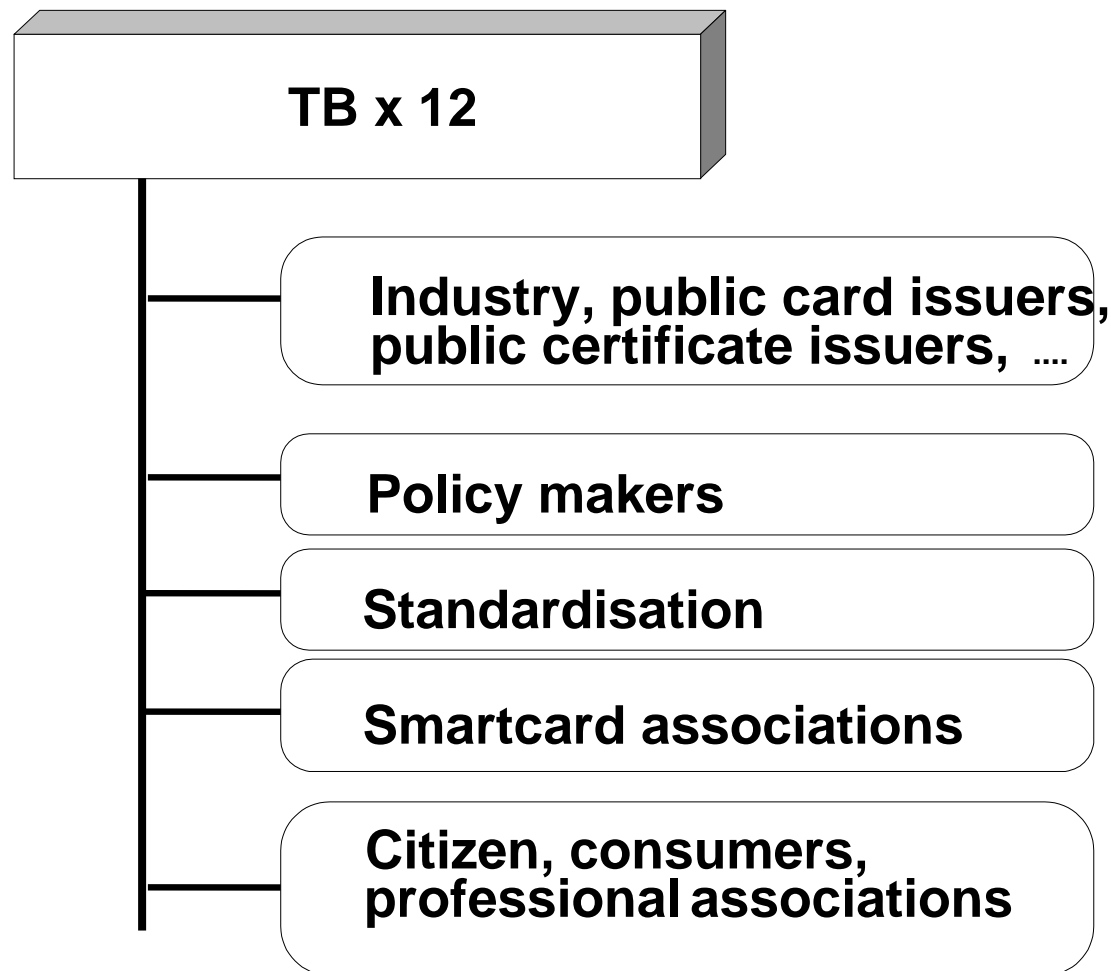 TB x 12
Industry, public card issuers,
public certificate issuers, ....
Policy makers
Standardisation
Smartcard associations
Citizen, consumers,
professional associations